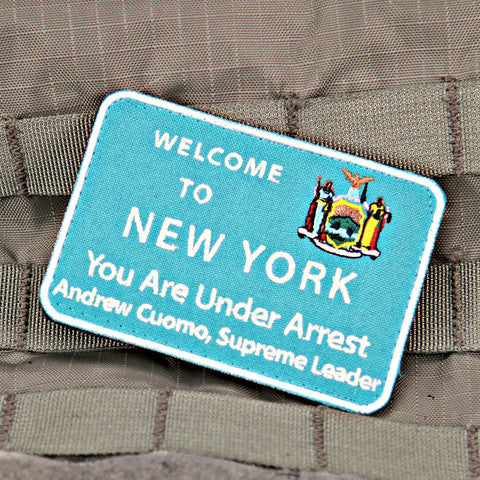 WELCOME
TO
NEW YORK
You Are Under Arrest
Andrew Cuomo, Supreme Leader